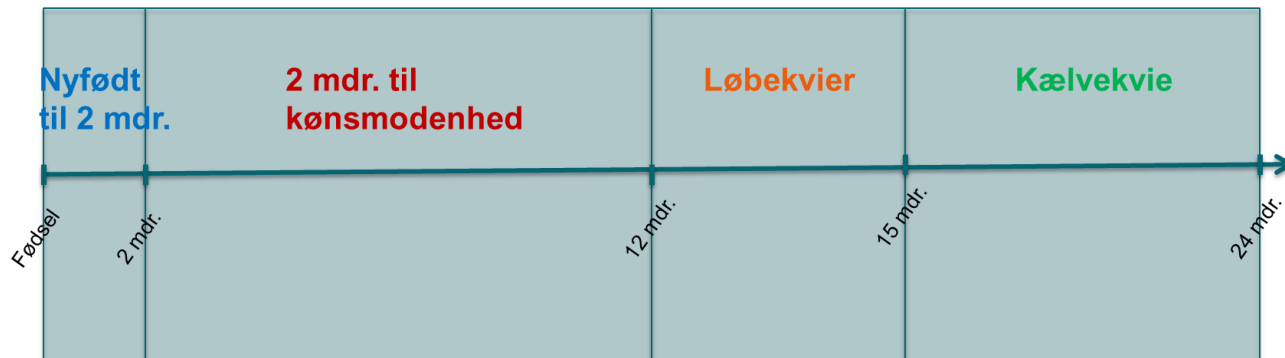 Nyfødt
til 2 mdr.
2 mdr. til
kønsmodenhed
Løbekvier
Kælvekvie
Fødsel
2 mdr.
12 mdr.
15 mdr.
24 mdr.